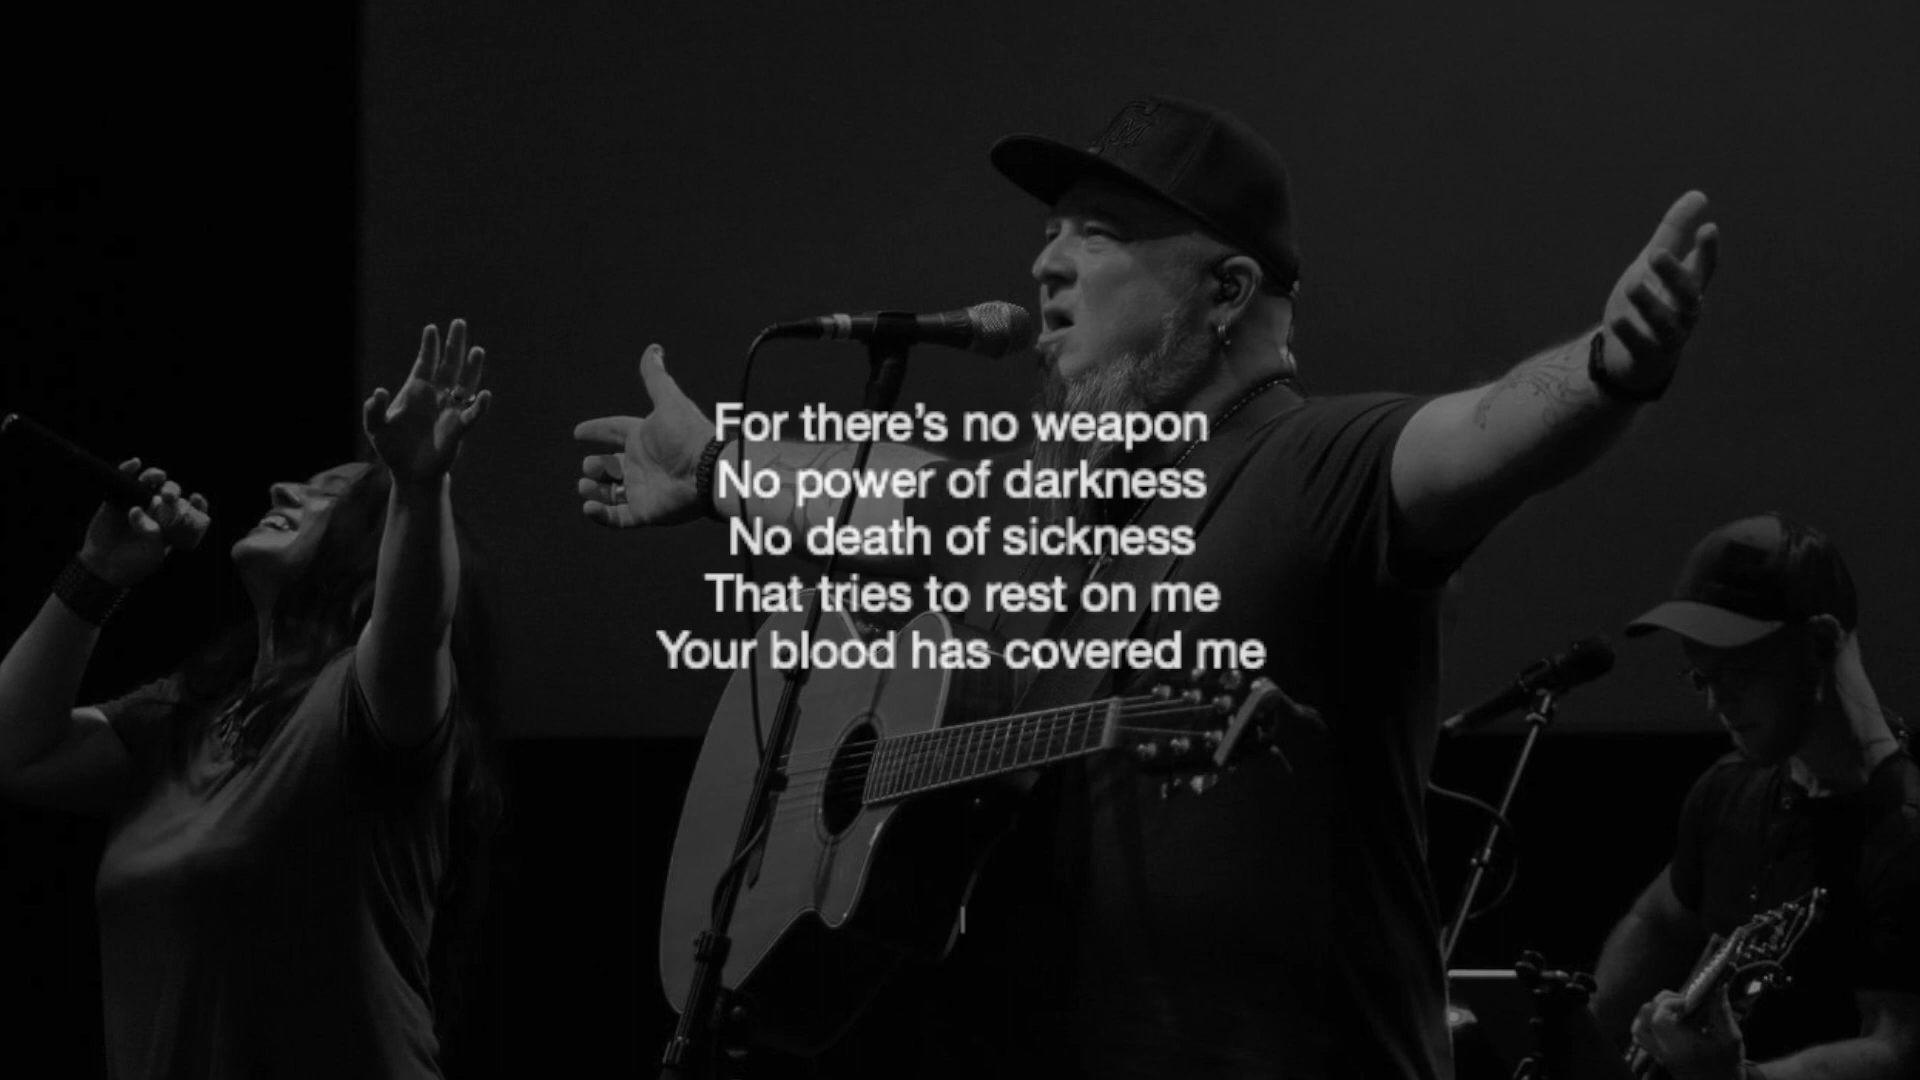 For there’s no weapon
No power of darkness
No death of sickness
That tries to rest on me
Your blood has covered me